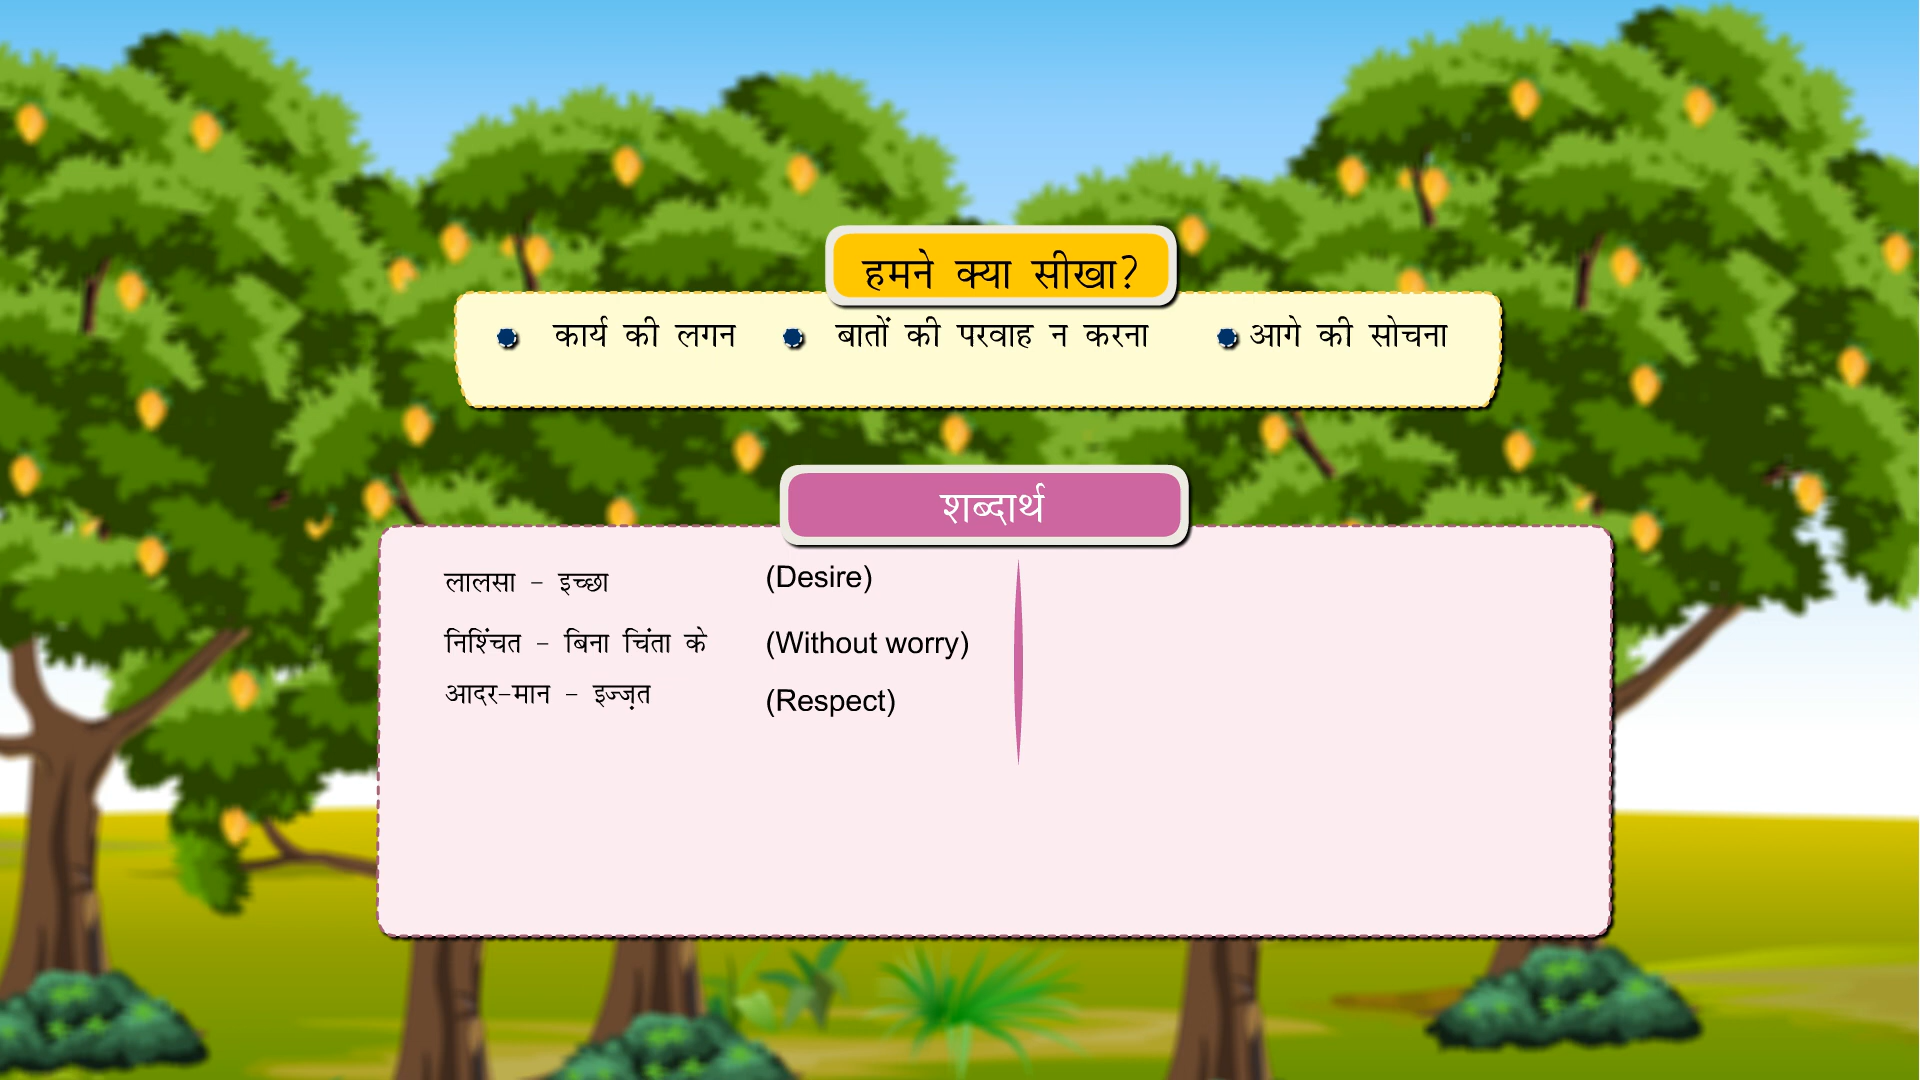 हमने क्या सीखा?
• कार्य की लगन • बातों की परवाह न करना • आगे की सोचना
शब्दार्थ
लालसा - इच्छा (Desire)
निश्चिंत - बिना चिंता के (Without worry)
आदर-मान - इज्ज़त (Respect)